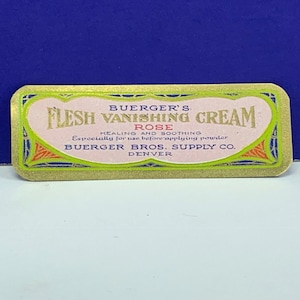 BUERGER'S
FLESH VANISHING CREAM
ROSE
HEALING AND SOOTHING
Especially for use before applying powder
BUERGER BROS. SUPPLY CO.
DENVER